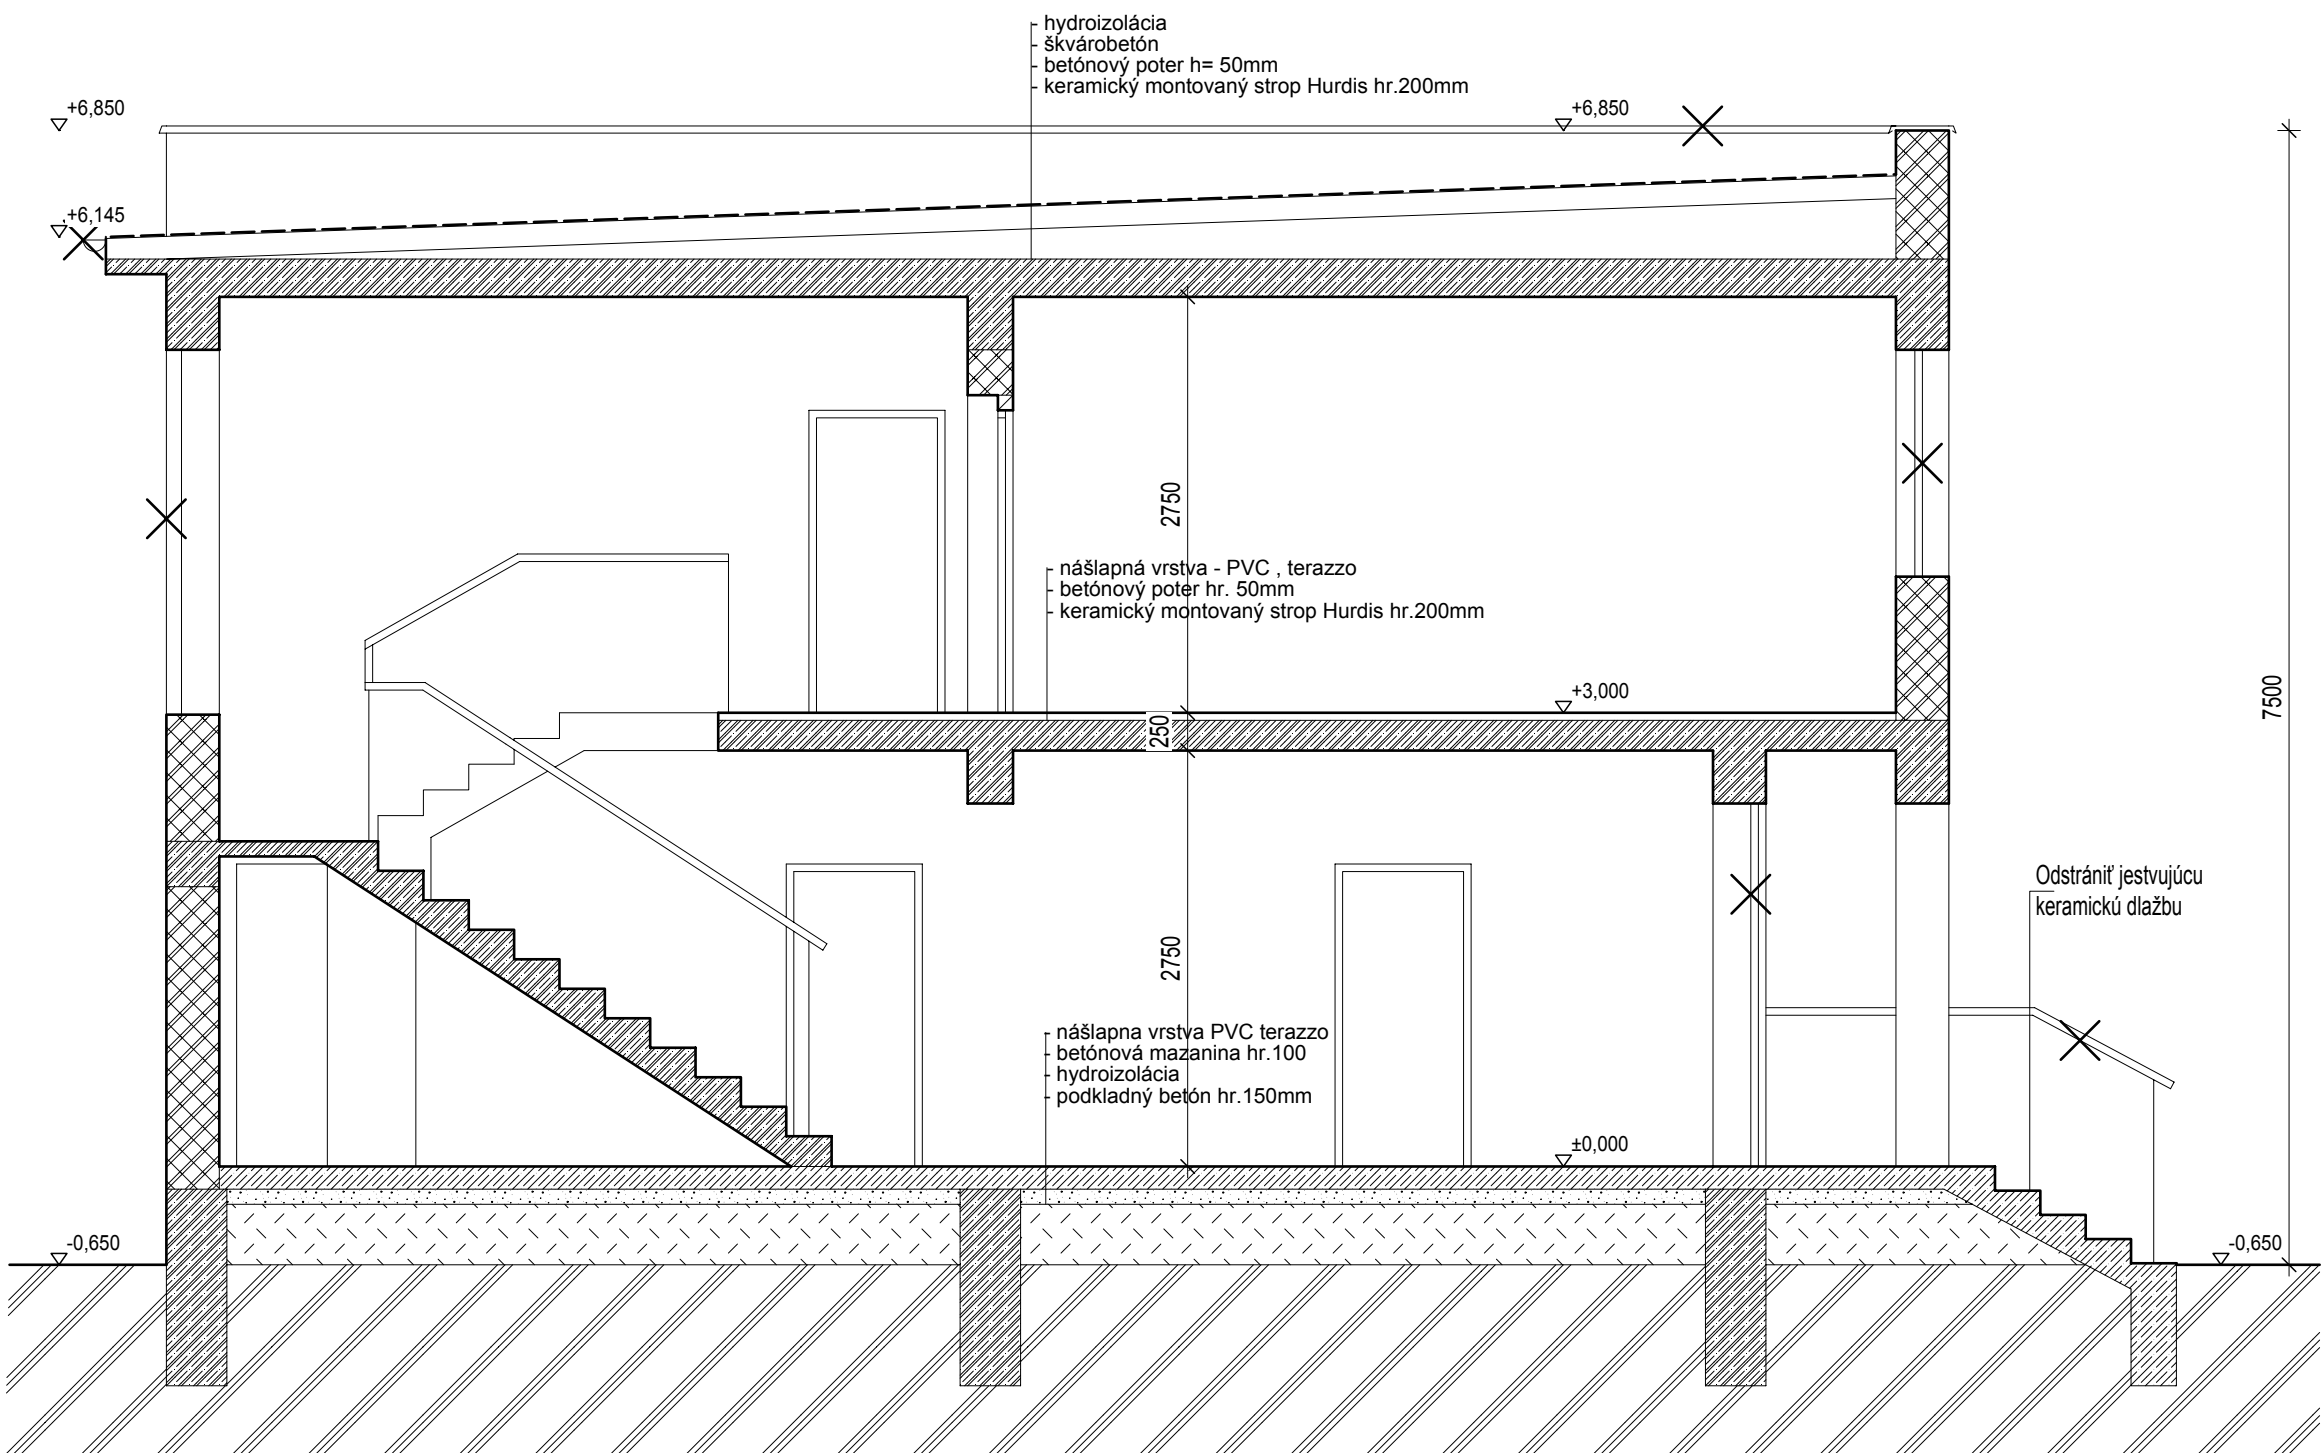 - hydroizolácia
- škvárobetón
- betónový poter h= 50mm
- keramický montovaný strop Hurdis hr.200mm
+6,850
+6,850
+6,145
2750
- nášlapná vrstva - PVC , terazzo
- betónový poter hr. 50mm
- keramický montovaný strop Hurdis hr.200mm
+3,000
250
7500
Odstrániť jestvujúcu
keramickú dlažbu
2750
- nášlapna vrstva PVC terazzo
- betónová mazanina hr.100
- hydroizolácia
- podkladný betón hr.150mm
±0,000
-0,650
-0,650